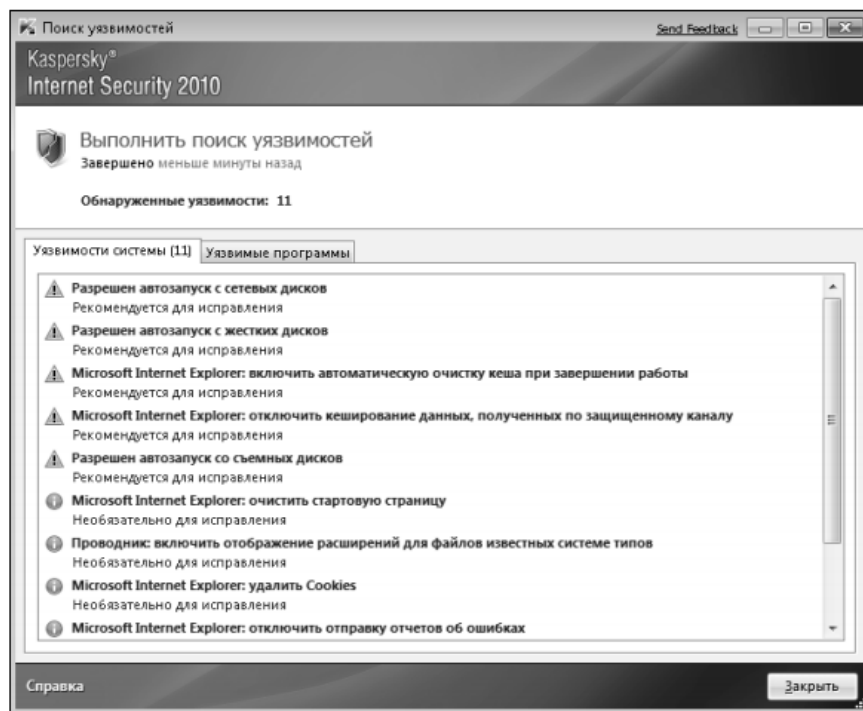 Поиск уязвимостей
Send Feedback
Kaspersky®
Internet Security 2010
Выполнить поиск уязвимостей
Завершено меньше минуты назад
Обнаруженные уязвимости: 11
Уязвимости системы (11)
Уязвимые программы
Разрешен автозапуск с сетевых дисков
Рекомендуется для исправления
Разрешен автозапуск с жестких дисков
Рекомендуется для исправления
Microsoft Internet Explorer: включить автоматическую очистку кеша при завершении работы
Рекомендуется для исправления
Microsoft Internet Explorer: отключить кеширование данных, полученных по защищенному каналу
Рекомендуется для исправления
Разрешен автозапуск со съемных дисков
Рекомендуется для исправления
Microsoft Internet Explorer: очистить стартовую страницу
Необязательно для исправления
Проводник: включить отображение расширений для файлов известных системе типов
Необязательно для исправления
Microsoft Internet Explorer: удалить Cookies
Необязательно для исправления
Microsoft Internet Explorer: отключить отправку отчетов об ошибках
Справка
Закрыть